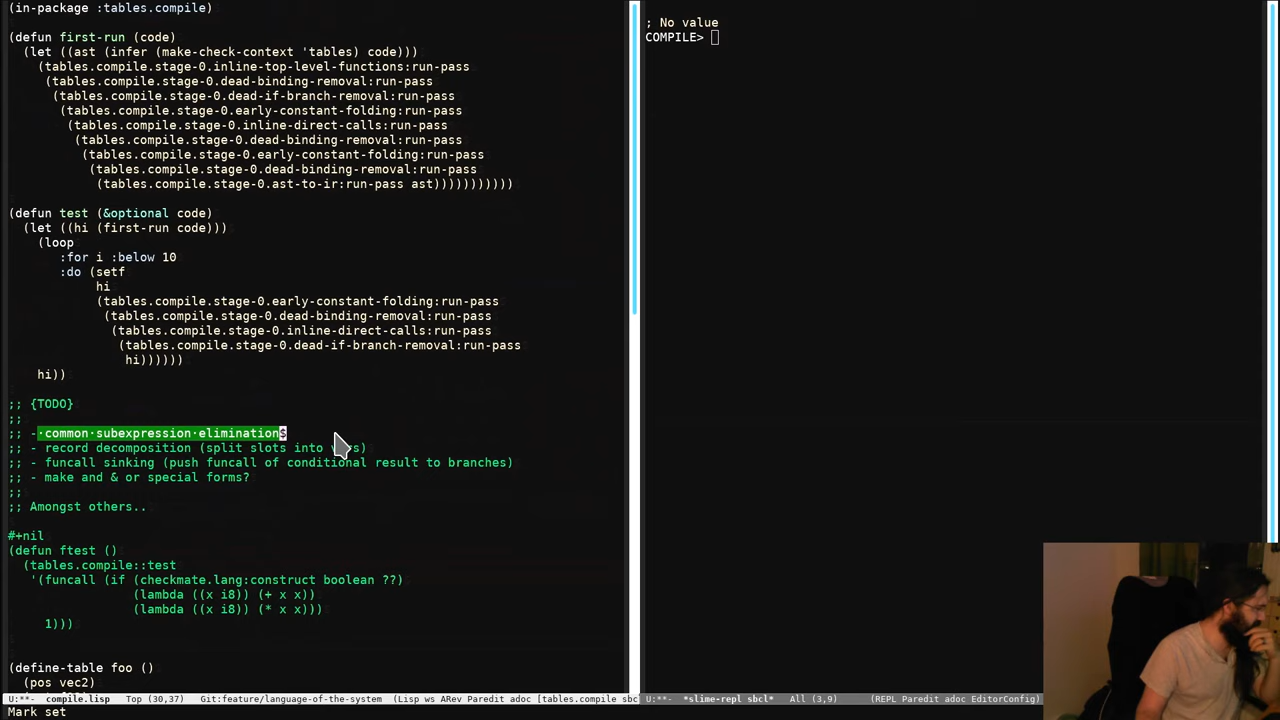 (in-package :tables.compile)
(defun first-run (code)
(let ((ast (infer (make-check-context 'tables) code)))
(tables.compile.stage-0.inline-top-level-functions:run-pass
(tables.compile.stage-0.dead-binding-removal:run-pass
(tables.compile.stage-0.dead-if-branch-removal:run-pass
(tables.compile.stage-0.early-constant-folding:run-pass
(tables.compile.stage-0.inline-direct-calls:run-pass
(tables.compile.stage-0.dead-binding-removal:run-pass
(tables.compile.stage-0.early-constant-folding:run-pass
(tables.compile.stage-0.dead-binding-removal:run-pass
(tables.compile.stage-0.ast-to-ir:run-pass ast)))))))))))
(defun test (&optional code)
(let ((hi (first-run code)))
(loop
:for i :below 10
:do (setf
hi
(tables.compile.stage-0.early-constant-folding:run-pass
(tables.compile.stage-0.dead-binding-removal:run-pass
(tables.compile.stage-0.inline-direct-calls:run-pass
(tables.compile.stage-0.dead-if-branch-removal:run-pass
hi))))))
hi))
;; {TODO}
;;
;; -·common·subexpression·elimination$
;; - record decomposition (split slots into)
;; - funcall sinking (push funcall of conditional result to branches)
;; - make and & or special forms?
;;
;; Amongst others..
#+nil
(defun ftest ()
(tables.compile::test
'(funcall (if (checkmate.lang:construct boolean ??)
(lambda ((x i8)) (+ x x))
(lambda ((x i8)) (* x x)))
1)))
(define-table foo ()
(pos vec2)
U:**- compile.lisp Top (30,37) Git:feature/language-of-the-system (Lisp ws ARev Paredit adoc [tables.compile sbc
Mark set
; No value
COMPILE>
U:**- *slime-repl sbcl* All (3,9) (REPL Paredit adoc EditorConfig)